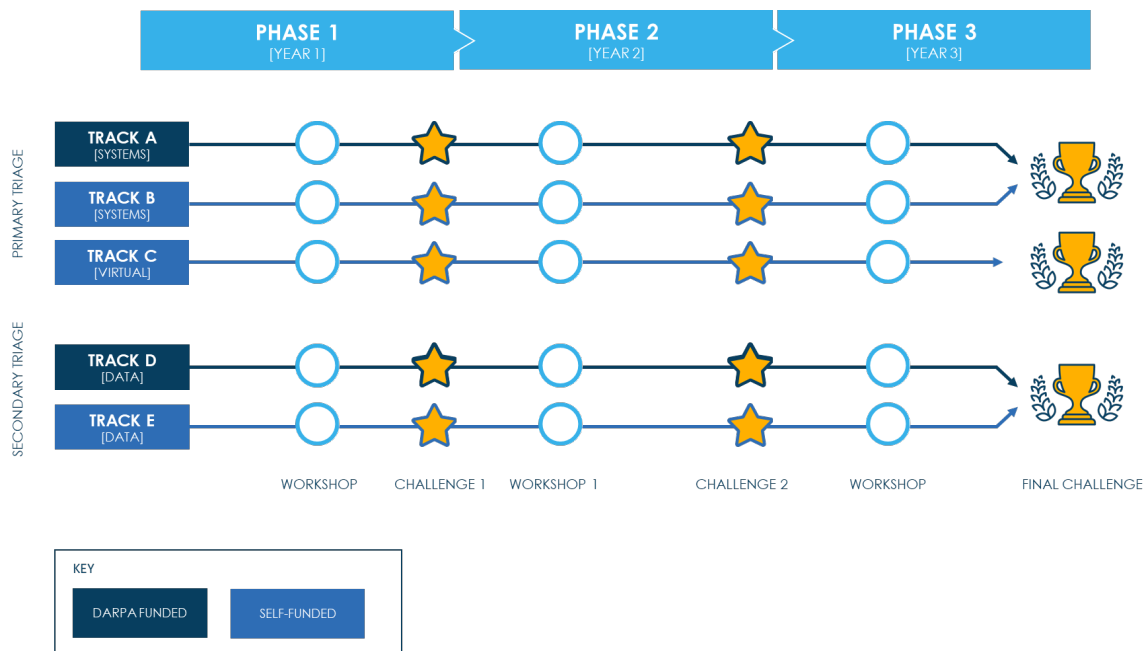 PHASE 1
[YEAR 1]
PHASE 2
[YEAR 2]
PHASE 3
[YEAR 3]
PRIMARY TRIAGE
TRACK A
[SYSTEMS]
TRACK B
[SYSTEMS]
TRACK C
[VIRTUAL]
SECONDARY TRIAGE
TRACK D
[DATA]
TRACK E
[DATA]
WORKSHOP
CHALLENGE 1
WORKSHOP 1
CHALLENGE 2
WORKSHOP
FINAL CHALLENGE
KEY
DARPA FUNDED
SELF-FUNDED